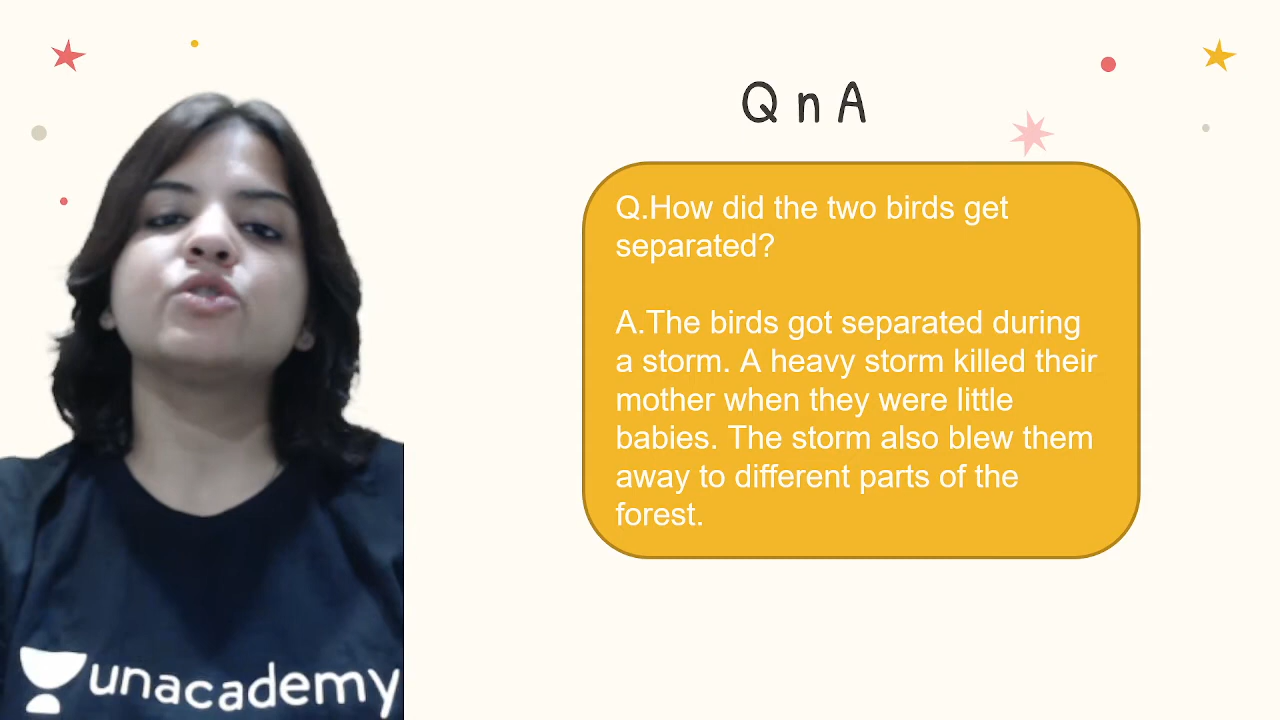 Q n A
Q.How did the two birds get
separated?
A.The birds got separated during
a storm. A heavy storm killed their
mother when they were little
babies. The storm also blew them
away to different parts of the
forest.
unacademy